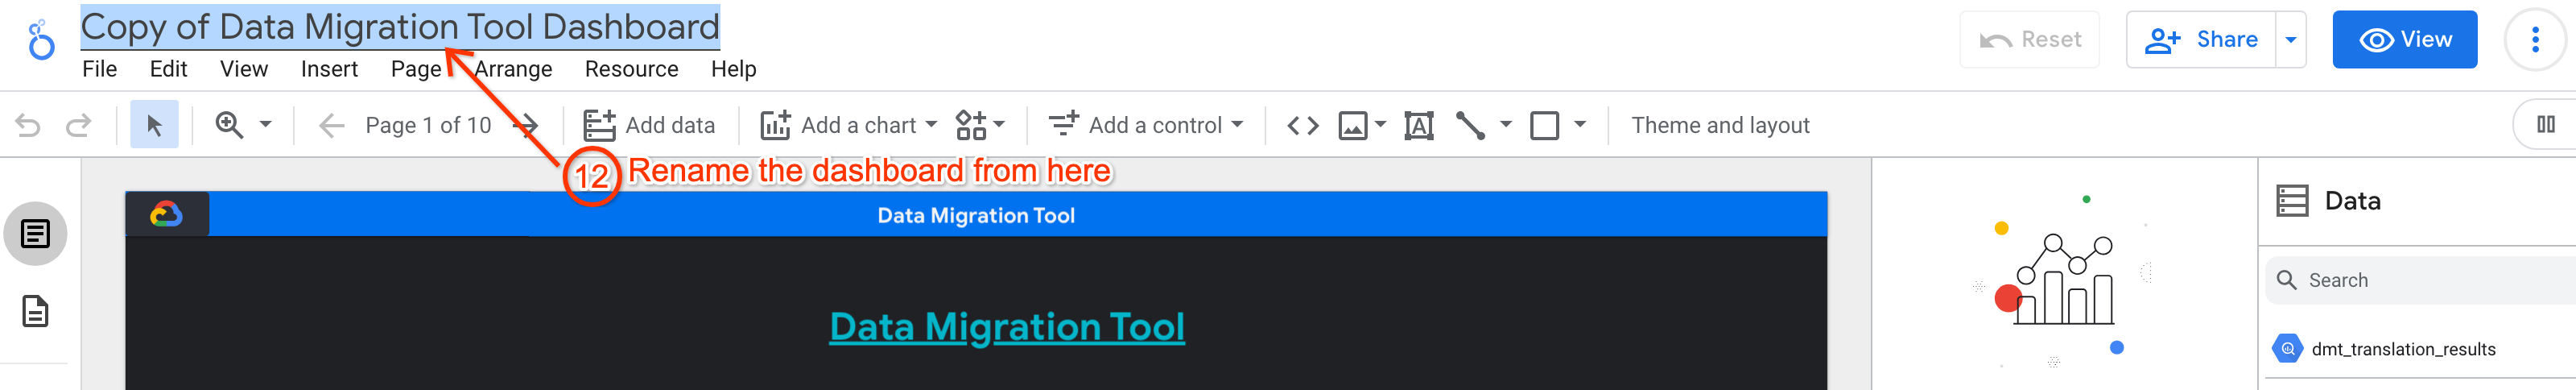 Copy of Data Migration Tool Dashboard
File Edit View Insert Page Arrange Resource Help
Reset Share View
Page 1 of 10 Add data Add a chart Add a control Theme and layout
12 Rename the dashboard from here
Data Migration Tool
Data Migration Tool
Data
Search
dmt_translation_results